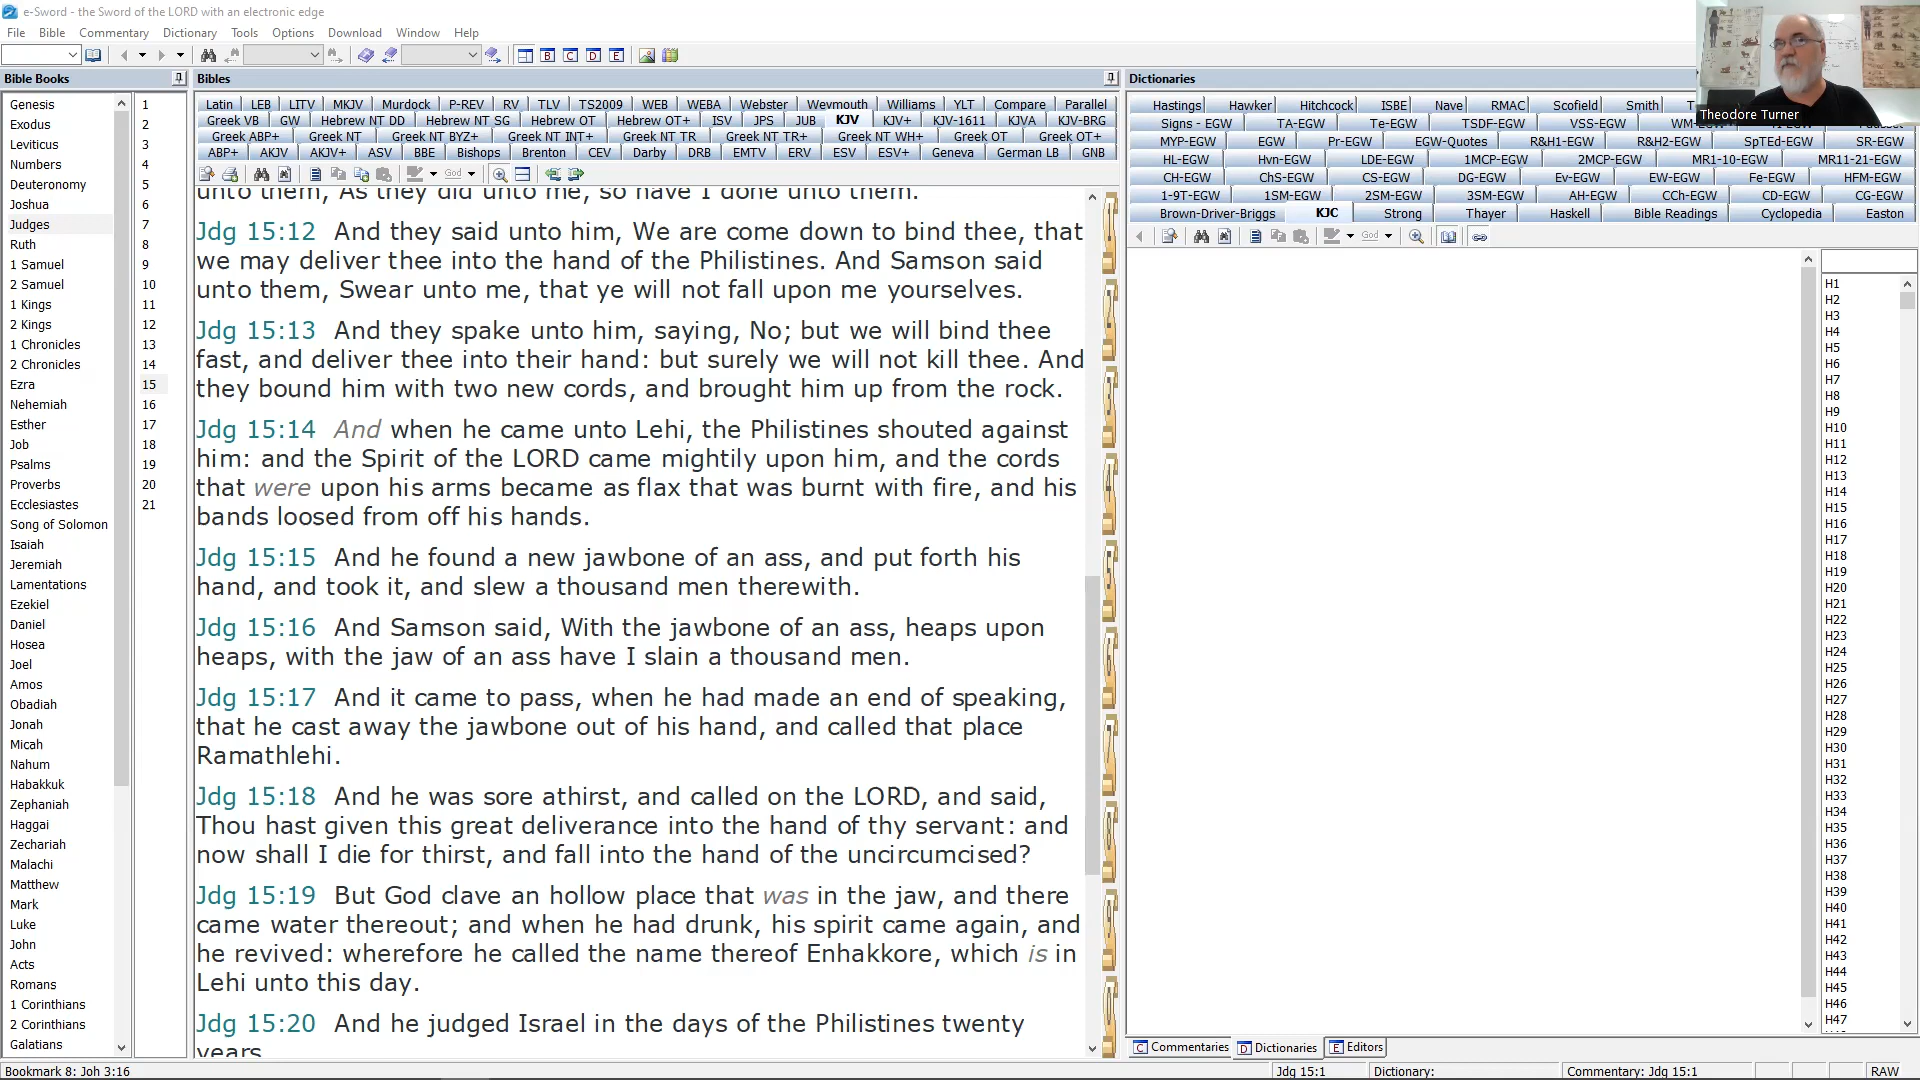 e-Sword - the Sword of the LORD with an electronic edge
File Bible Commentary Dictionary Tools Options Download Window Help
Bible Books
Genesis
Exodus
Leviticus
Numbers
Deuteronomy
Joshua
Judges
Ruth
1 Samuel
2 Samuel
1 Kings
2 Kings
1 Chronicles
2 Chronicles
Ezra
Nehemiah
Esther
Job
Psalms
Proverbs
Ecclesiastes
Song of Solomon
Isaiah
Jeremiah
Lamentations
Ezekiel
Daniel
Hosea
Joel
Amos
Obadiah
Jonah
Micah
Nahum
Habakkuk
Zephaniah
Haggai
Zechariah
Malachi
Matthew
Mark
Luke
John
Acts
Romans
1 Corinthians
2 Corinthians
Galatians
1
2
3
4
5
6
7
8
9
10
11
12
13
14
15
16
17
18
19
20
21
Bibles
Latin LEB LITV MKJV Murdock P-REV RV TLV TS2009 WEB WEBA Webster Weymouth Williams YLT Compare Parallel
Greek VB GW Hebrew NT DD Hebrew NT SG Hebrew OT Hebrew OT+ ISV JPS JUB KJV KJV+ KJV-1611 KJVA KJV-BRG
Greek ABP+ Greek NT Greek NT BYZ+ Greek NT INT+ Greek NT TR Greek NT TR+ Greek NT WH+ Greek OT Greek OT+
ABP+ AKJV AKJV+ ASV BBE Bishops Brenton CEV Darby DRB EMTV ERV ESV ESV+ Geneva German LB GNB
God
unto them, As they did unto me, so have I done unto them.
Jdg 15:12 And they said unto him, We are come down to bind thee, that
we may deliver thee into the hand of the Philistines. And Samson said
unto them, Swear unto me, that ye will not fall upon me yourselves.
Jdg 15:13 And they spake unto him, saying, No; but we will bind thee
fast, and deliver thee into their hand: but surely we will not kill thee. And
they bound him with two new cords, and brought him up from the rock.
Jdg 15:14 And when he came unto Lehi, the Philistines shouted against
him: and the Spirit of the LORD came mightily upon him, and the cords
that were upon his arms became as flax that was burnt with fire, and his
bands loosed from off his hands.
Jdg 15:15 And he found a new jawbone of an ass, and put forth his
hand, and took it, and slew a thousand men therewith.
Jdg 15:16 And Samson said, With the jawbone of an ass, heaps upon
heaps, with the jaw of an ass have I slain a thousand men.
Jdg 15:17 And it came to pass, when he had made an end of speaking,
that he cast away the jawbone out of his hand, and called that place
Ramathlehi.
Jdg 15:18 And he was sore athirst, and called on the LORD, and said,
Thou hast given this great deliverance into the hand of thy servant: and
now shall I die for thirst, and fall into the hand of the uncircumcised?
Jdg 15:19 But God clave an hollow place that was in the jaw, and there
came water thereout; and when he had drunk, his spirit came again, and
he revived: wherefore he called the name thereof Enhakkore, which is in
Lehi unto this day.
Jdg 15:20 And he judged Israel in the days of the Philistines twenty
years.
Dictionaries
Theodore Turner
Hastings Hawker Hitchcock ISBE Nave RMAC Scofield Smith T
Signs - EGW TA-EGW Te-EGW TSDF-EGW VSS-EGW
MYP-EGW EGW Pr-EGW EGW-Quotes R&H1-EGW R&H2-EGW SpTEd-EGW SR-EGW
HL-EGW Hvn-EGW LDE-EGW 1MCP-EGW 2MCP-EGW MR1-10-EGW MR11-21-EGW
CH-EGW ChS-EGW CS-EGW DG-EGW Ev-EGW EW-EGW Fe-EGW HFM-EGW
1-9T-EGW 1SM-EGW 2SM-EGW 3SM-EGW AH-EGW CCh-EGW CD-EGW CG-EGW
Brown-Driver-Briggs KJC Strong Thayer Haskell Bible Readings Cyclopedia Easton
God
H1
H2
H3
H4
H5
H6
H7
H8
H9
H10
H11
H12
H13
H14
H15
H16
H17
H18
H19
H20
H21
H22
H23
H24
H25
H26
H27
H28
H29
H30
H31
H32
H33
H34
H35
H36
H37
H38
H39
H40
H41
H42
H43
H44
H45
H46
H47
Commentaries Dictionaries Editors
Bookmark 8: Joh 3:16
Jdg 15:1
Dictionary:
Commentary: Jdg 15:1
RAW